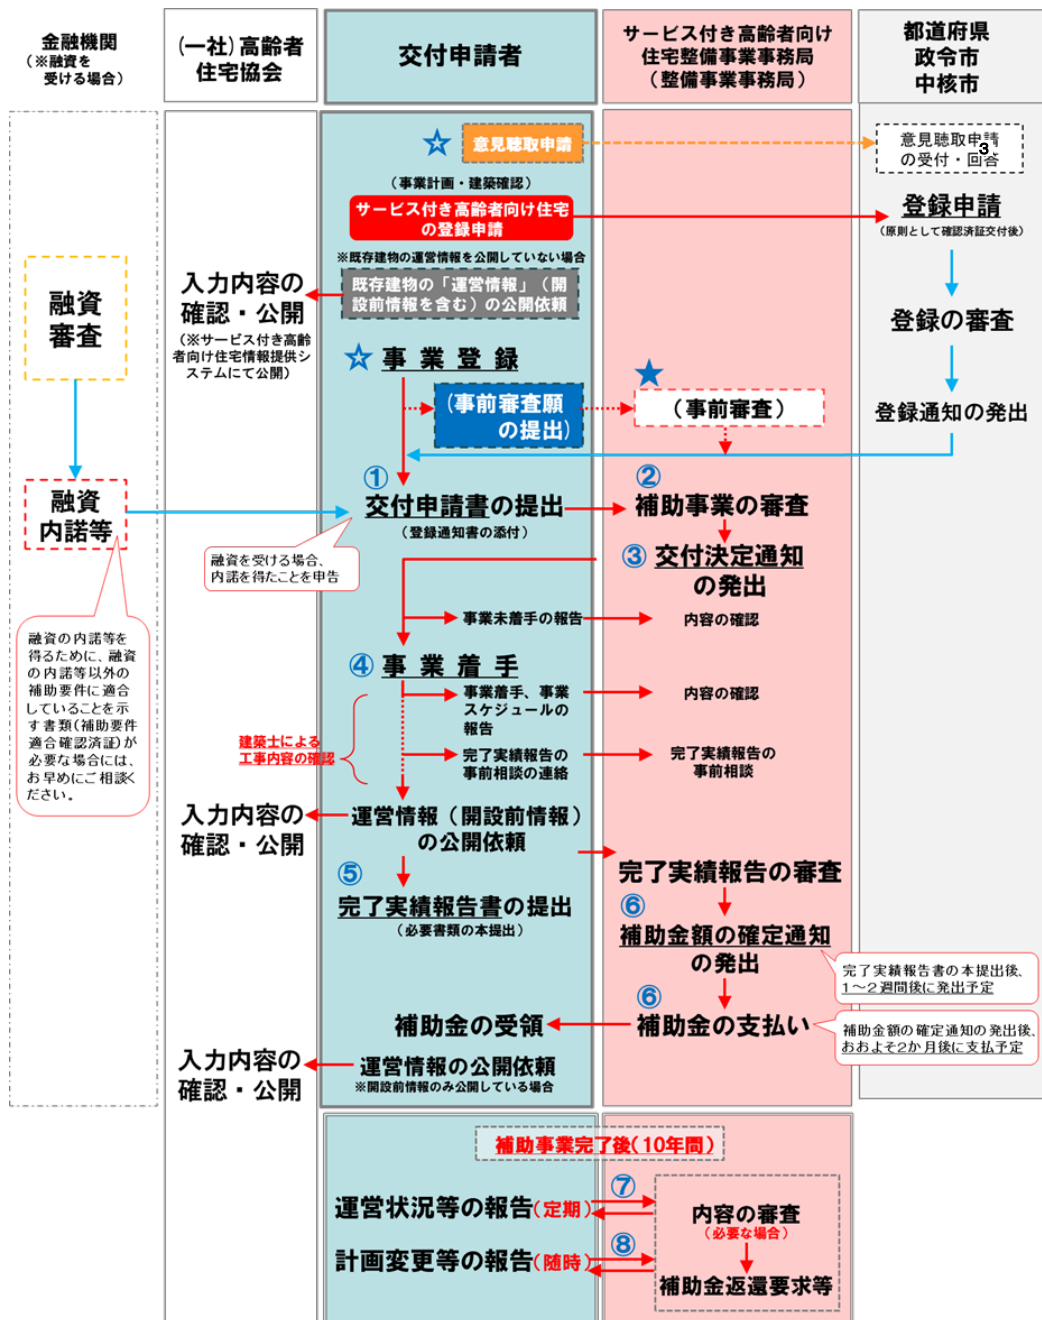 金融機関
(※融資を
受ける場合)
(一社)高齢者
住宅協会
交付申請者
サービス付き高齢者向け
住宅整備事業事務局
(整備事業事務局)
都道府県
政令市
中核市
☆
意見聴取申請
意見聴取申請
の受付・回答
3
(事業計画・建築確認)
サービス付き高齢者向け住宅
の登録申請
登録申請
(原則として確認済証交付後)
※既存建物の運営情報を公開していない場合
既存建物の「運営情報」(開
設前情報を含む)の公開依頼
入力内容の
確認・公開
(※サービス付き高齢
者向け住宅情報提供シ
ステムにて公開)
融資
審査
登録の審査
☆事業登録
★
(事前審査願
の提出)
(事前審査)
登録通知の発出
融資
内諾等
①
交付申請書の提出
(登録通知書の添付)
②
補助事業の審査
融資を受ける場合、
内諾を得たことを申告
③交付決定通知
の発出
事業未着手の報告
内容の確認
融資の内諾等を
得るために、融資
の内諾等以外の
補助要件に適合
していることを示
す書類(補助要件
適合確認済証)が
必要な場合には、
お早めにご相談く
ださい。
④事業着手
事業着手、事業
スケジュールの
報告
内容の確認
建築士による
工事内容の確認
完了実績報告の
事前相談の連絡
完了実績報告の
事前相談
入力内容の
確認・公開
運営情報(開設前情報)
の公開依頼
完了実績報告の審査
⑤
完了実績報告書の提出
(必要書類の本提出)
⑥
補助金額の確定通知
の発出
完了実績報告書の本提出後、
1～2週間後に発出予定
⑥
補助金の支払い
補助金の受領
補助金額の確定通知の発出後、
おおよそ2か月後に支払予定
入力内容の
確認・公開
運営情報の公開依頼
※開設前情報のみ公開している場合
補助事業完了後(10年間)
運営状況等の報告(定期)
⑦
内容の審査
(必要な場合)
計画変更等の報告(随時)
⑧
補助金返還要求等